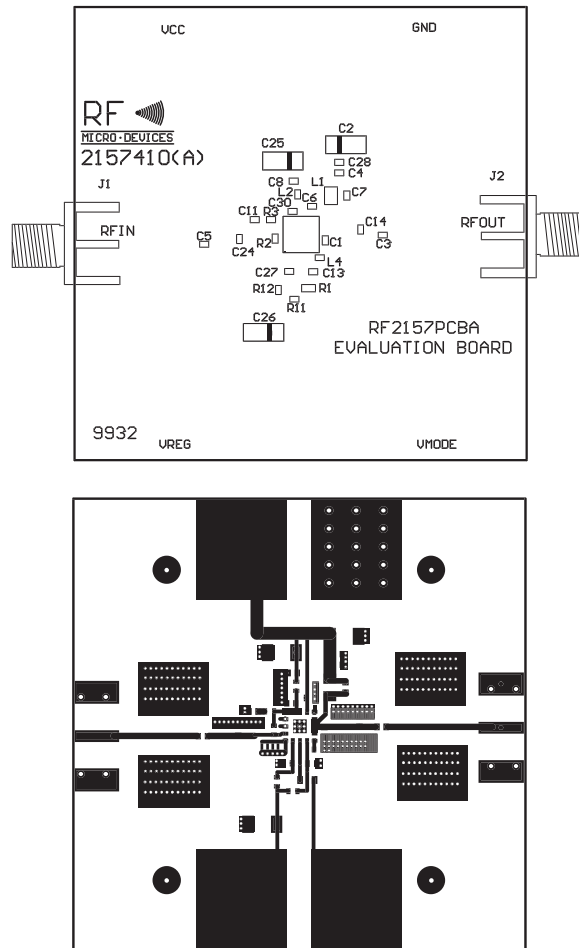 VCC GND
RF
MICRO·DEVICES
2157410(A)
C2
C25
C28
C4
C8
L1
L2
C7
C6
C30
J1
J2
C11 R3
C14
RFIN
RFOUT
C5
C24
R2
C1
C3
L4
C27
C13
R12
R1
R11
C26
RF2157PCBA
EVALUATION BOARD
9932
VREG VMODE